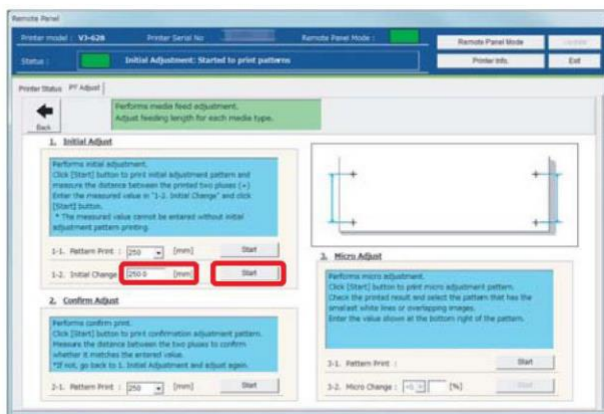 Remote Panel
Printer model : VJ-628
Printer Serial No
Remote Panel Mode :
Remote Panel Mode
Update
Status :
Initial Adjustment: Started to print patterns
Printer Info.
Exit
Printer Status
PF Adjust
Back
Performs media feed adjustment.
Adjust feeding length for each media type.
1. Initial Adjust
Performs initial adjustment.
Click [Start] button to print initial adjustment pattern and
measure the distance between the printed two pluses (+)
Enter the measured value in "1-2. Initial Change" and click
[Start] button.
* The measured value cannot be entered without initial
adjustment pattern printing.
1-1. Pattern Print : 250 [mm] Start
1-2. Initial Change 250.0 [mm] Start
2. Confirm Adjust
Performs confirm print.
Click [Start] button to print confirmation adjustment pattern.
Measure the distance between the two pluses to confirm
whether it matches the entered value.
*If not, go back to 1. Initial Adjustment and adjust again.
2-1. Pattern Print : 250 [mm] Start
3. Micro Adjust
Performs micro adjustment.
Click [Start] button to print micro adjustment pattern.
Check the printed result and select the pattern that has the
smallest white lines or overlapping images.
Enter the value shown at the bottom right of the pattern.
3-1. Pattern Print : Start
3-2. Micro Change : [%] Start